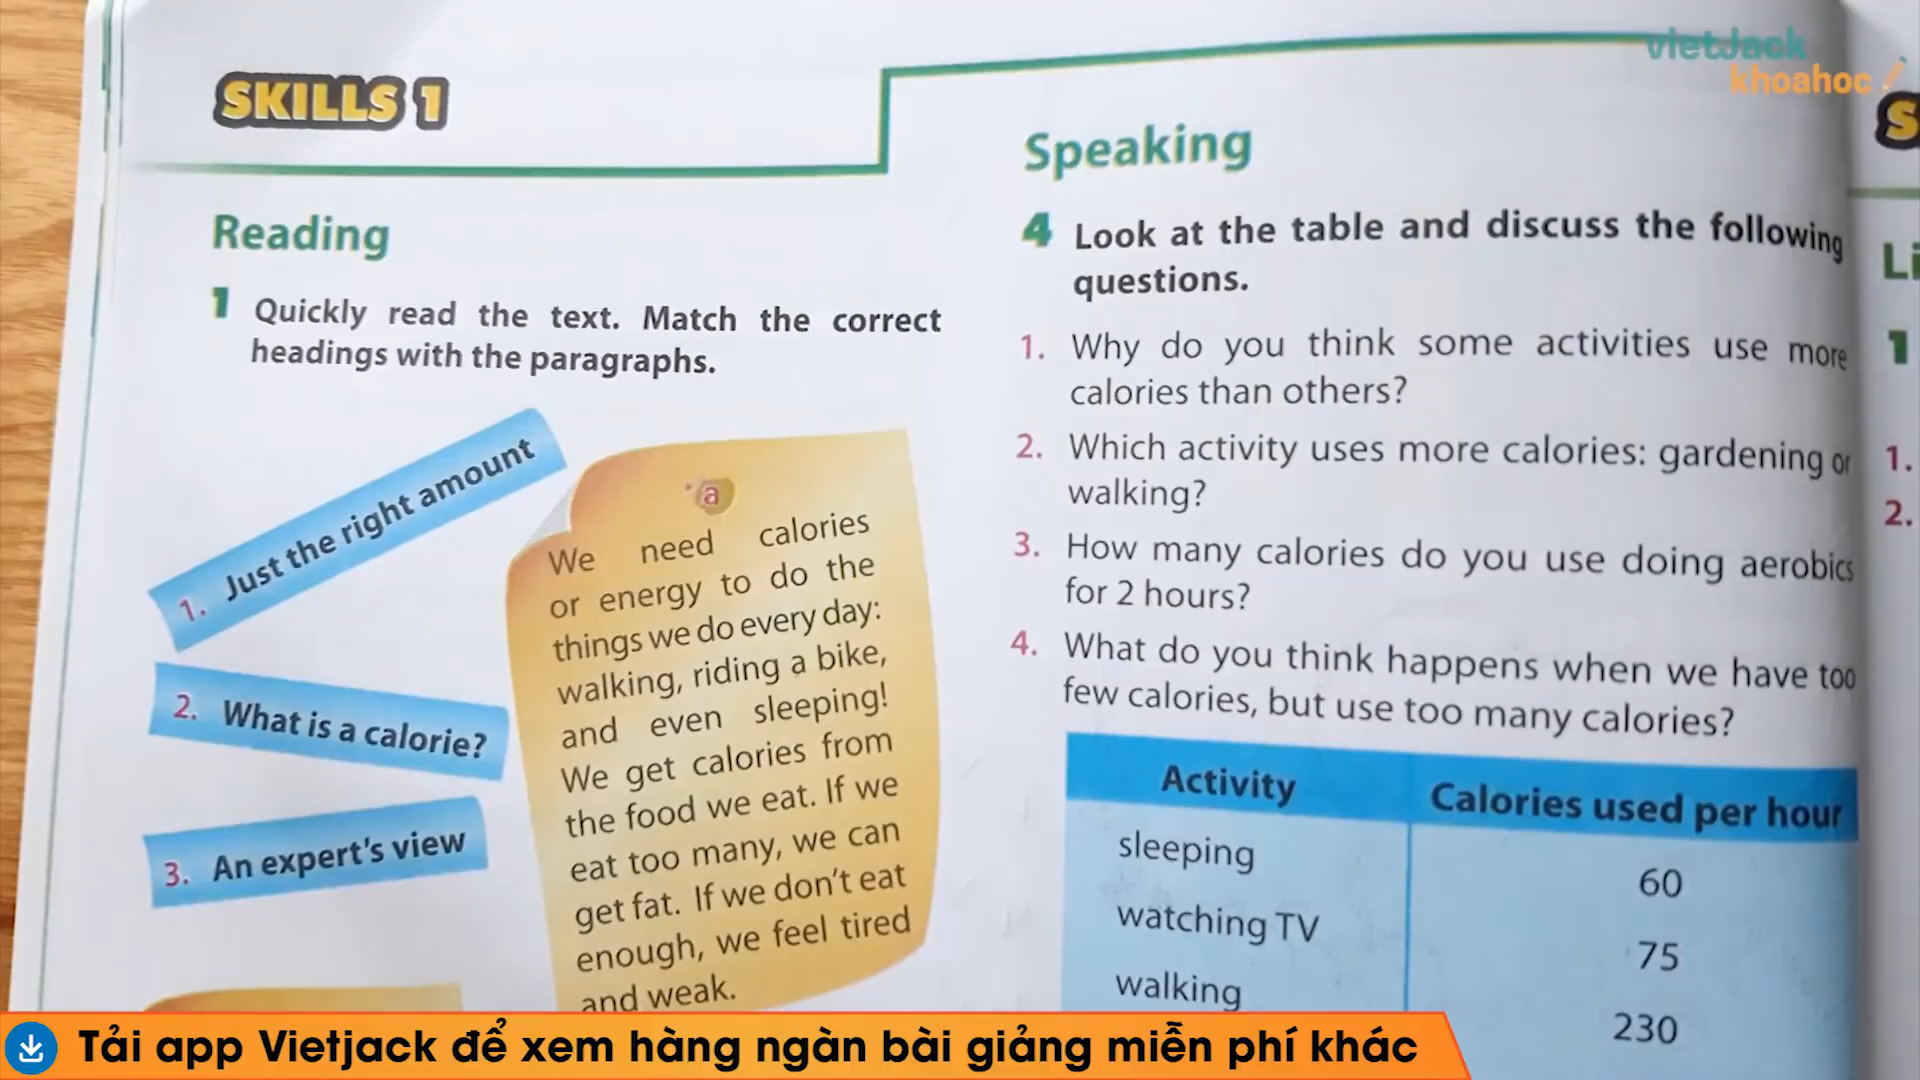 vietJack
khoahoc
SKILLS 1
Reading
1 Quickly read the text. Match the correct
headings with the paragraphs.
1. Just the right amount
2. What is a calorie?
3. An expert's view
a
We need calories
or energy to do the
things we do every day:
walking, riding a bike,
and even sleeping!
We get calories from
the food we eat. If we
eat too many, we can
get fat. If we don't eat
enough, we feel tired
and weak.
Speaking
4 Look at the table and discuss the following
questions.
1. Why do you think some activities use more
calories than others?
2. Which activity uses more calories: gardening or
walking?
3. How many calories do you use doing aerobics
for 2 hours?
4. What do you think happens when we have too
few calories, but use too many calories?
Activity Calories used per hour
sleeping 60
watching TV 75
walking 230
S
Li
1
1.
2.
Tải app Vietjack để xem hàng ngàn bài giảng miễn phí khác